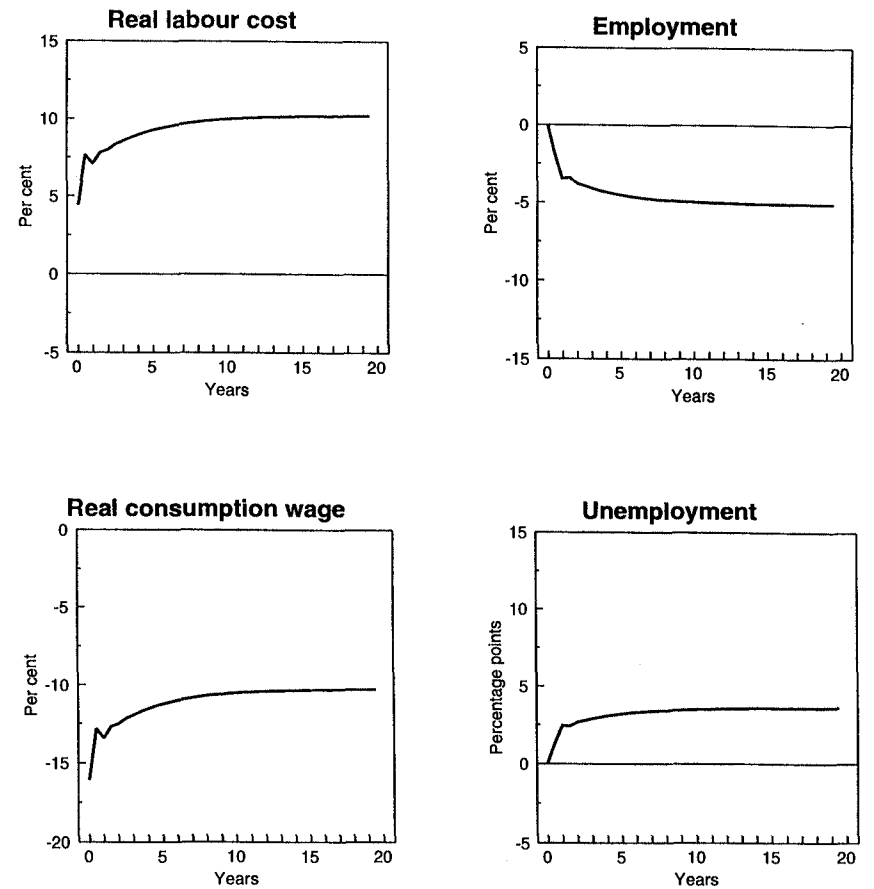 Real labour cost
15
10
5
0
-5
Per cent
0 5 10 15 20
Years
Employment
5
0
-5
-10
-15
Per cent
0 5 10 15 20
Years
Real consumption wage
0
-5
-10
-15
-20
Per cent
0 5 10 15 20
Years
Unemployment
15
10
5
0
-5
Percentage points
0 5 10 15 20
Years